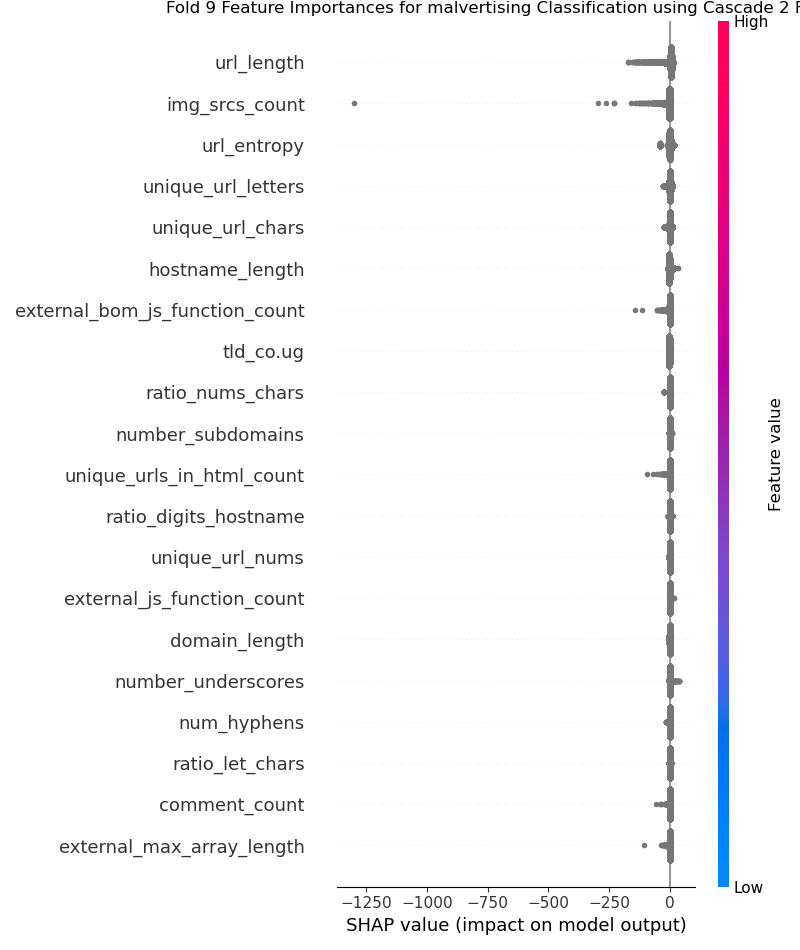 Fold 9 Feature Importances for malvertising Classification using Cascade 2
High
url_length
img_srcs_count
url_entropy
unique_url_letters
unique_url_chars
hostname_length
external_bom_js_function_count
tld_co.ug
ratio_nums_chars
number_subdomains
unique_urls_in_html_count
ratio_digits_hostname
unique_url_nums
external_js_function_count
domain_length
number_underscores
num_hyphens
ratio_let_chars
comment_count
external_max_array_length
Feature value
Low
−1250 −1000 −750 −500 −250 0
SHAP value (impact on model output)